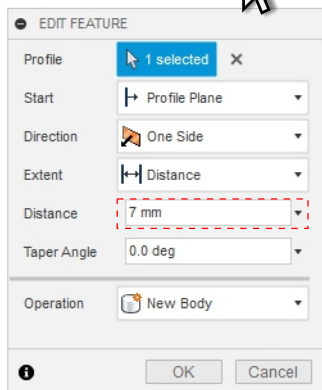 EDIT FEATURE
Profile 1 selected
Start Profile Plane
Direction One Side
Extent Distance
Distance 7 mm
Taper Angle 0.0 deg
Operation New Body
OK Cancel